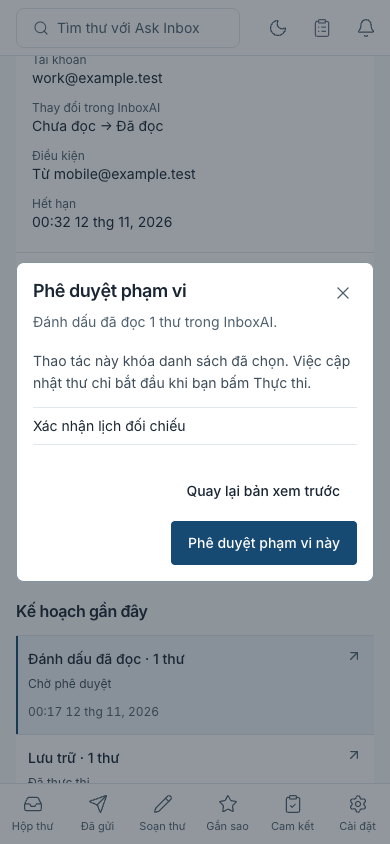 Tìm thư với Ask Inbox
Tài khoản
work@example.test
Thay đổi trong InboxAI
Chưa đọc → Đã đọc
Điều kiện
Từ mobile@example.test
Hết hạn
00:32 12 thg 11, 2026
Phê duyệt phạm vi
Đánh dấu đã đọc 1 thư trong InboxAI.
Thao tác này khóa danh sách đã chọn. Việc cập
nhật thư chỉ bắt đầu khi bạn bấm Thực thi.
Xác nhận lịch đối chiếu
Quay lại bản xem trước
Phê duyệt phạm vi này
Kế hoạch gần đây
Đánh dấu đã đọc · 1 thư
Chờ phê duyệt
00:17 12 thg 11, 2026
Lưu trữ · 1 thư
Đã thực thi
Hộp thư
Đã gửi
Soạn thư
Gắn sao
Cam kết
Cài đặt